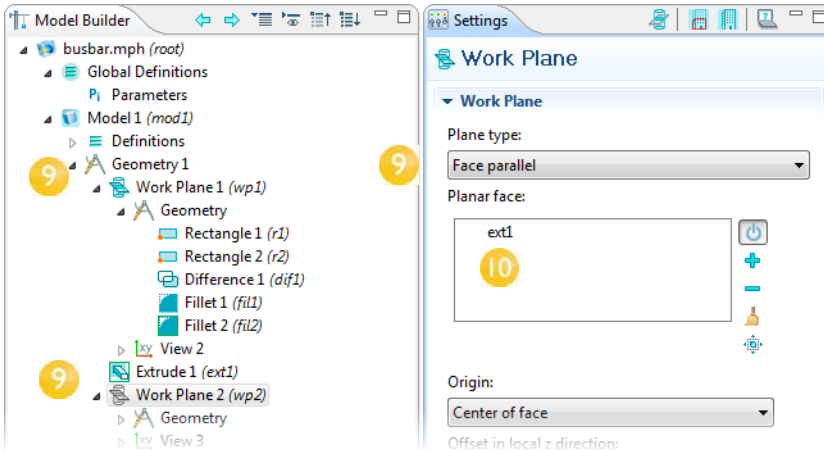 Model Builder
busbar.mph (root)
Global Definitions
Pi Parameters
Model 1 (mod1)
Definitions
9 Geometry 1
Work Plane 1 (wp1)
Geometry
Rectangle 1 (r1)
Rectangle 2 (r2)
Difference 1 (dif1)
Fillet 1 (fil1)
Fillet 2 (fil2)
xy View 2
Extrude 1 (ext1)
9 Work Plane 2 (wp2)
Geometry
xy View 3
Settings
Work Plane
Work Plane
Plane type:
9 Face parallel
Planar face:
ext1
10
Origin:
Center of face
Offset in local z direction: